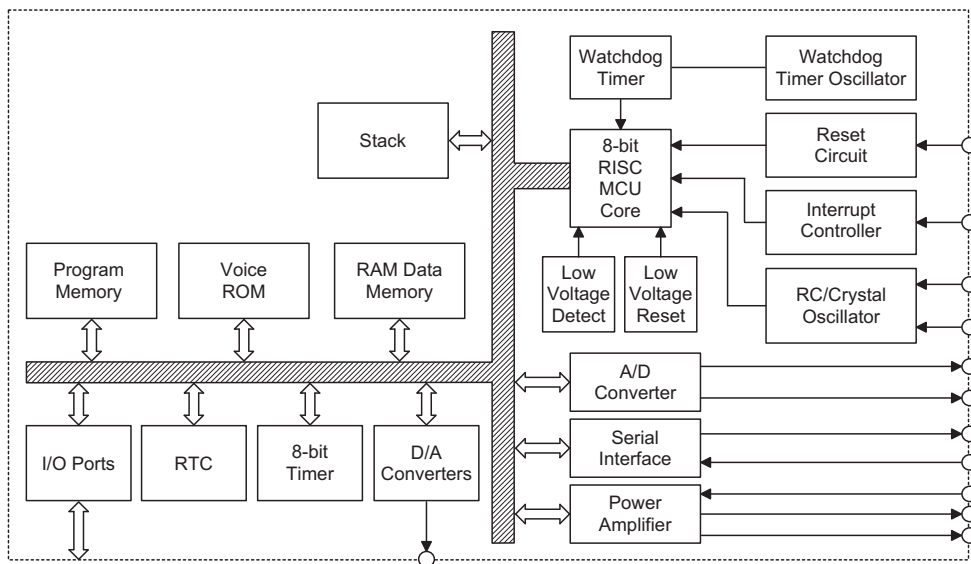 Watchdog
Timer
Watchdog
Timer Oscillator
Stack
8-bit
RISC
MCU
Core
Reset
Circuit
Interrupt
Controller
Program
Memory
Voice
ROM
RAM Data
Memory
Low
Voltage
Detect
Low
Voltage
Reset
RC/Crystal
Oscillator
A/D
Converter
I/O Ports
RTC
8-bit
Timer
D/A
Converters
Serial
Interface
Power
Amplifier